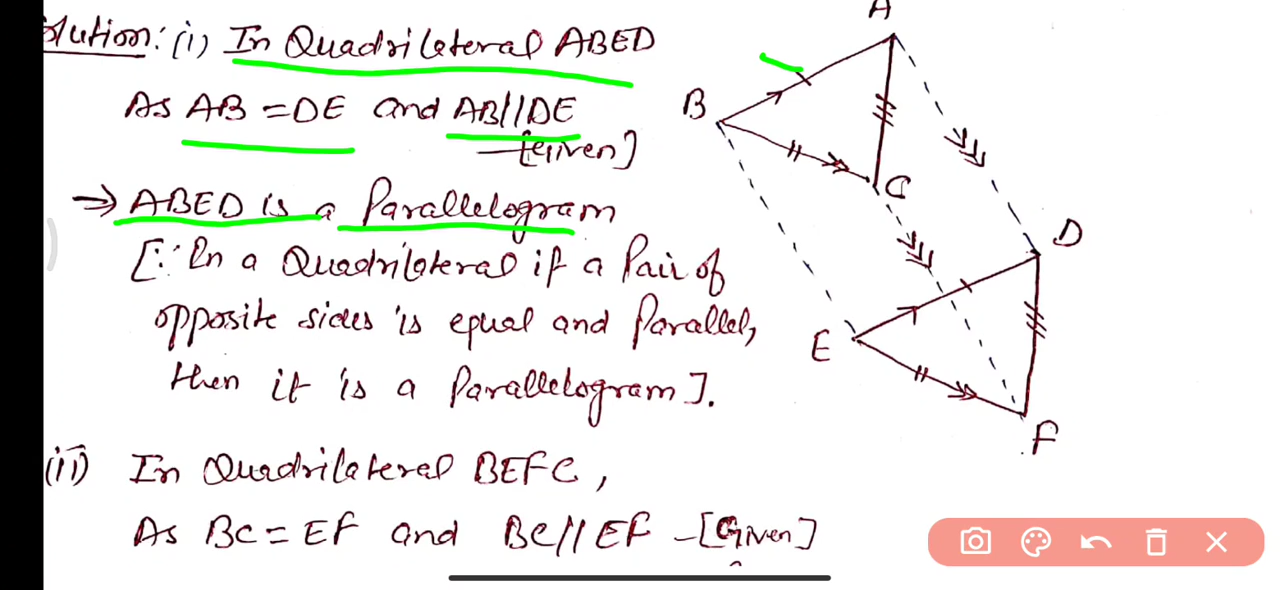 olution: (i) In Quadrilateral ABED
As AB = DE and AB//DE
—[Given]
⇒ ABED is a Parallelogram
[∵ In a Quadrilateral if a Pair of
opposite sides is equal and Parallel,
then it is a Parallelogram].
(ii) In Quadrilateral BEFC,
As BC = EF and BC//EF —[Given]
A
B
C
D
E
F